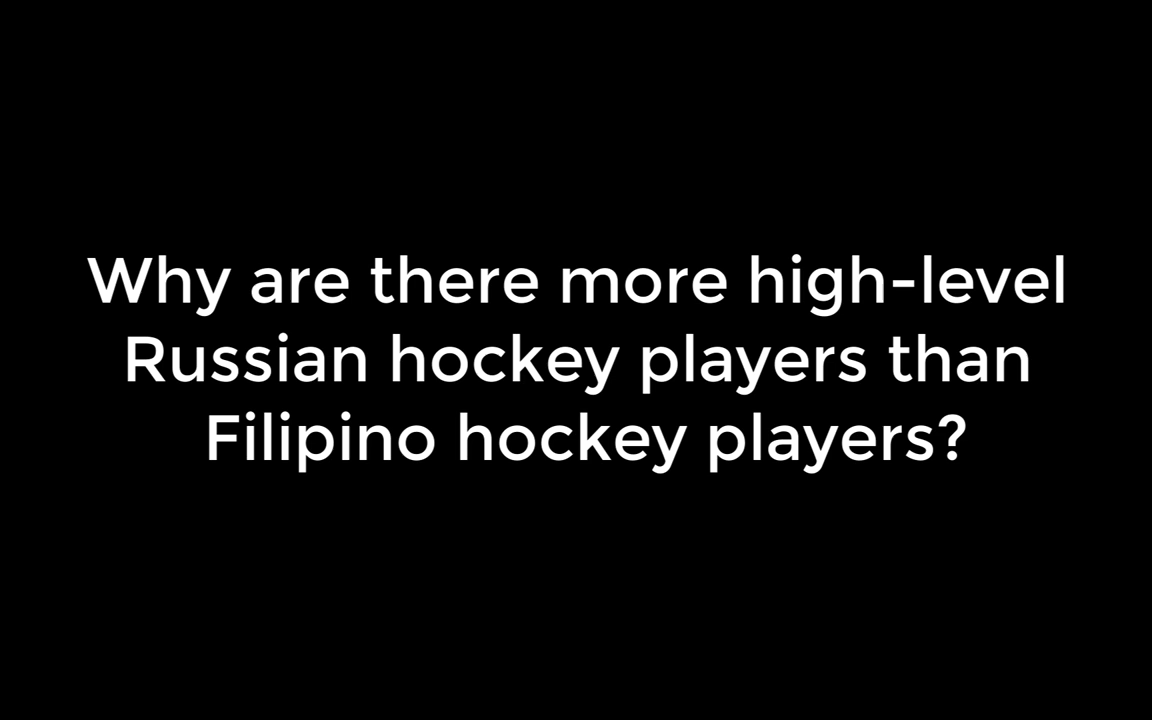 Why are there more high-level
Russian hockey players than
Filipino hockey players?